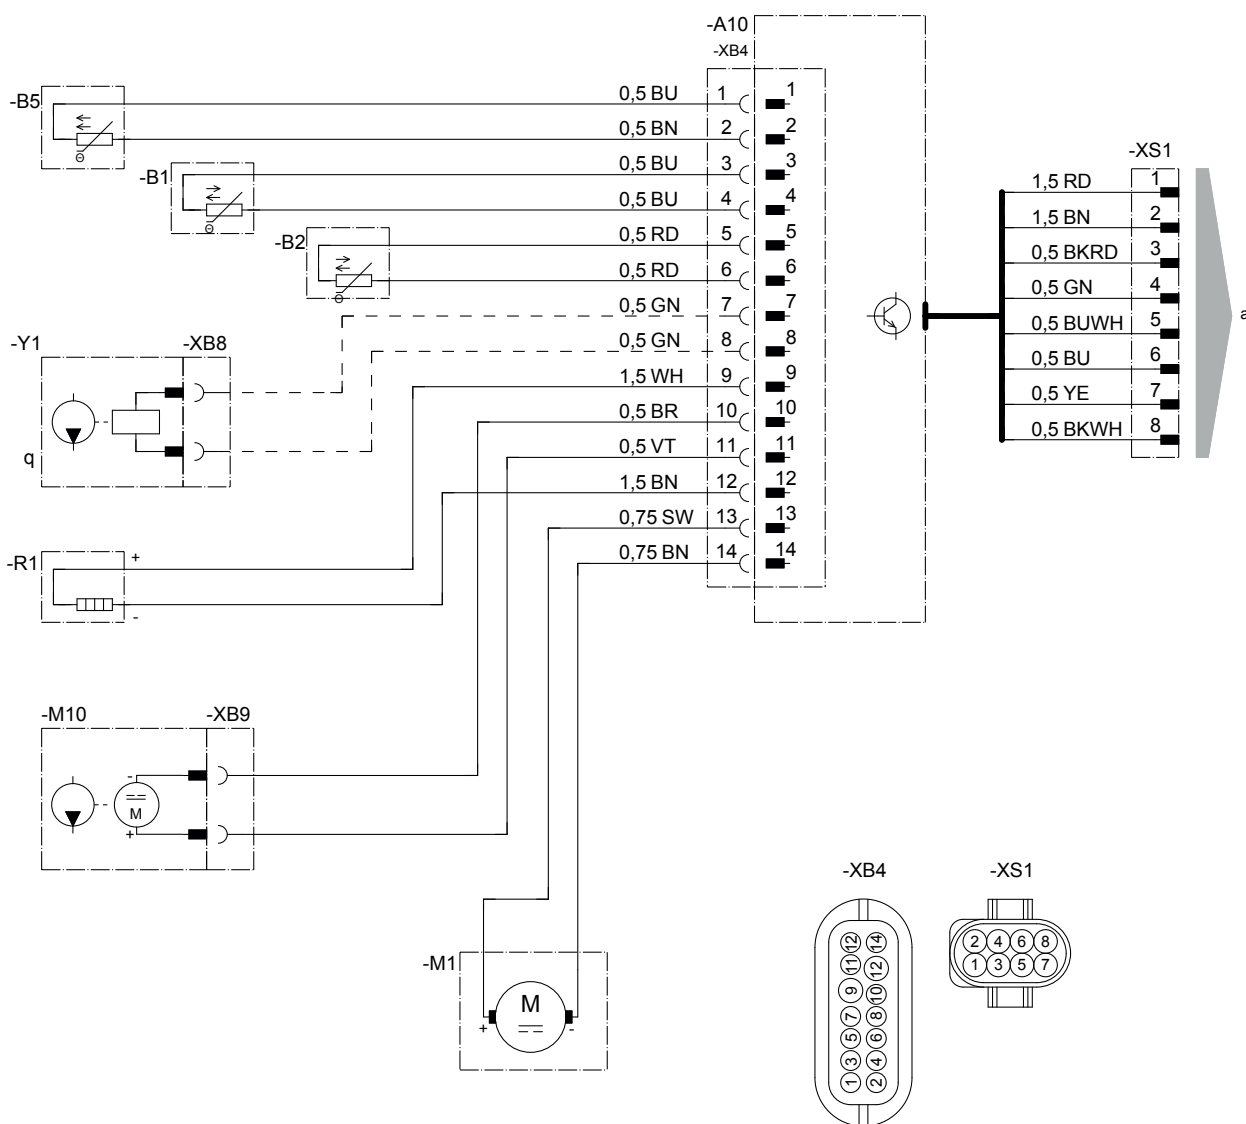 -A10
-XB4
-B5
0,5 BU 1 1
0,5 BN 2 2
-B1
0,5 BU 3 3
0,5 BU 4 4
-B2
0,5 RD 5 5
0,5 RD 6 6
0,5 GN 7 7
0,5 GN 8 8
1,5 WH 9 9
0,5 BR 10 10
0,5 VT 11 11
1,5 BN 12 12
0,75 SW 13 13
0,75 BN 14 14
-XS1
1,5 RD 1
1,5 BN 2
0,5 BKRD 3
0,5 GN 4
0,5 BUWH 5
0,5 BU 6
0,5 YE 7
0,5 BKWH 8
a
-Y1 -XB8
q
-R1 +
-
-M10 -XB9
-
M
+
-M1
M
+ -
-XB4
12 14
11 12
9 10
7 8
5 6
3 4
1 2
-XS1
2 4 6 8
1 3 5 7